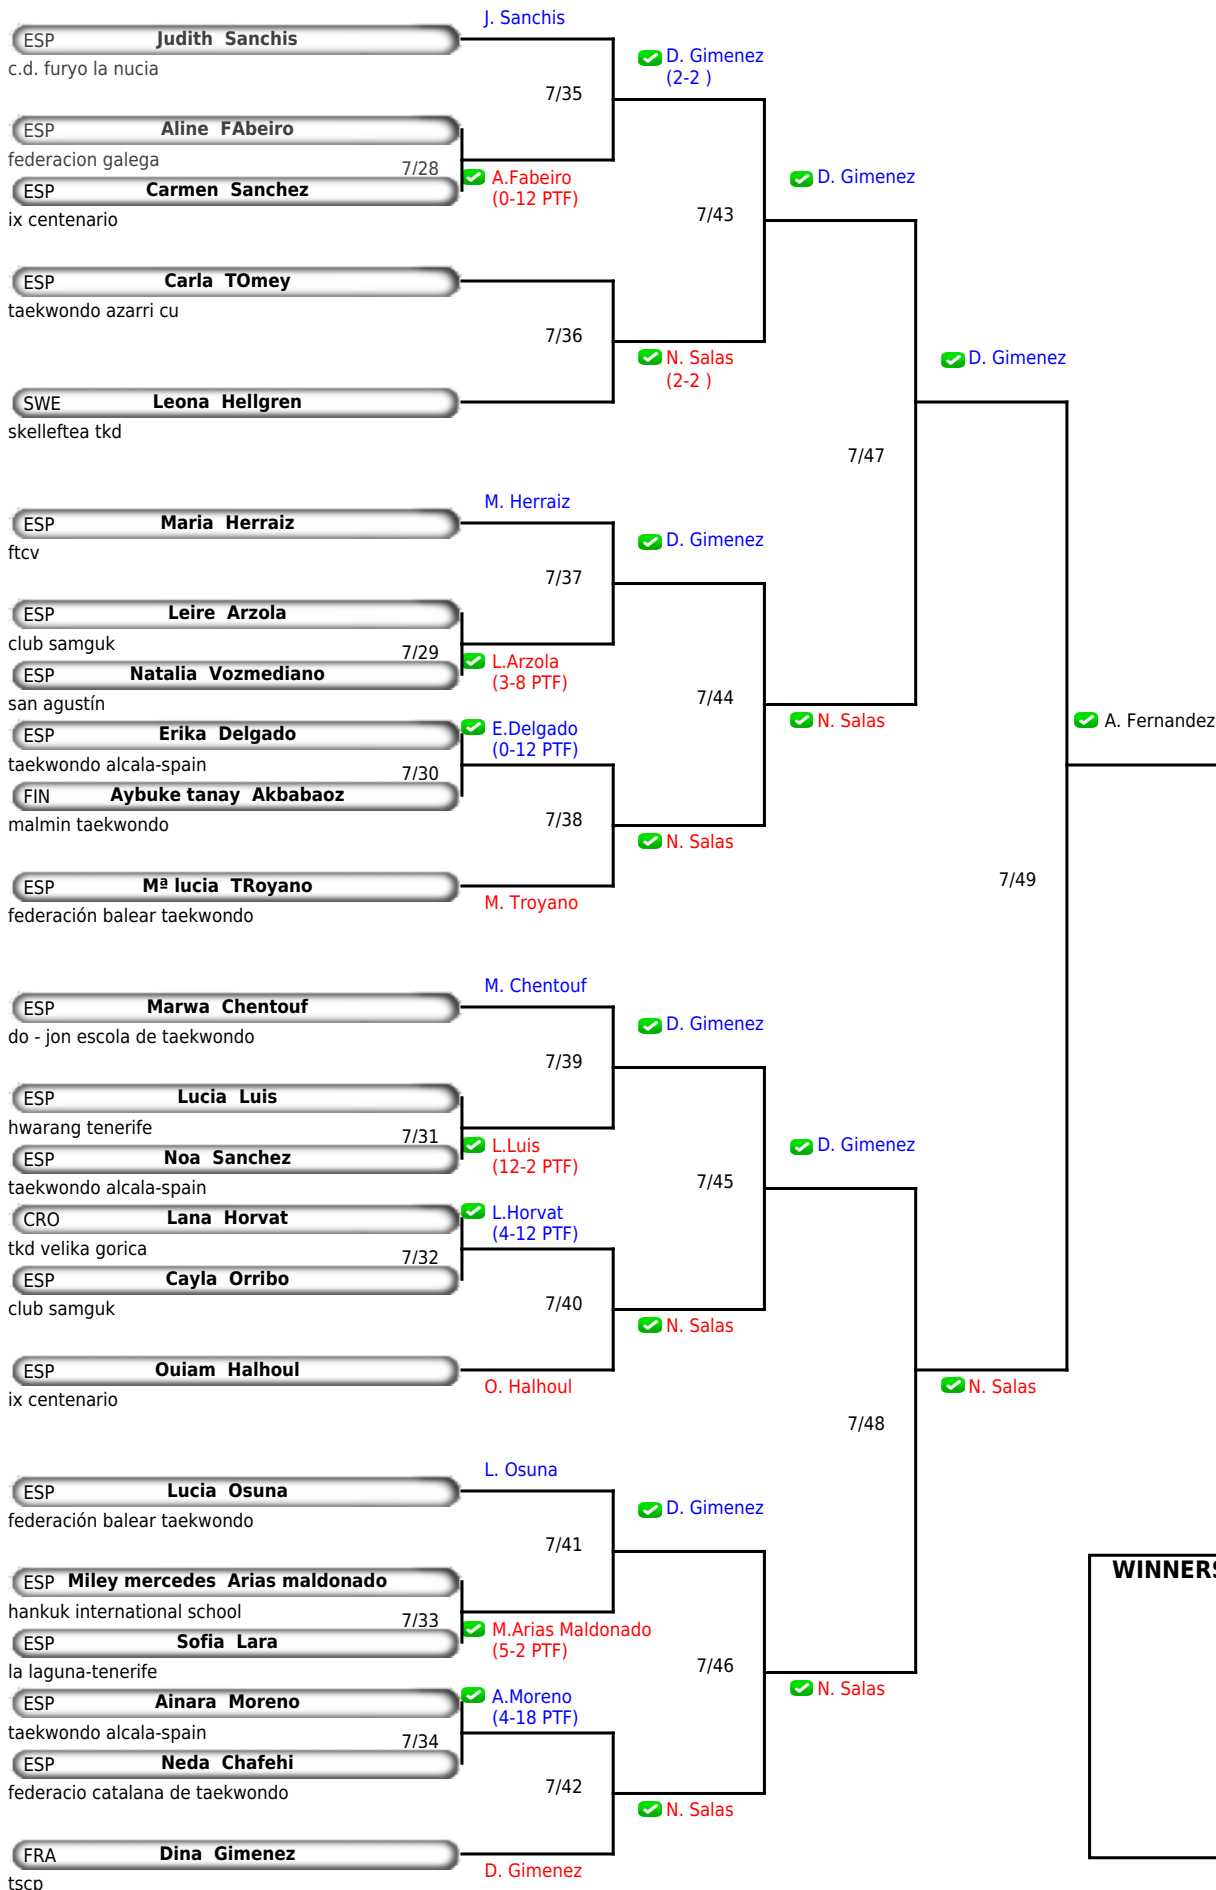 J. Sanchis
ESP Judith Sanchis
c.d. furyo la nucia
D. Gimenez
(2-2 )
7/35
ESP Aline FAbeiro
federacion galega
7/28
A.Fabeiro
(0-12 PTF)
ESP Carmen Sanchez
ix centenario
D. Gimenez
7/43
ESP Carla TOmey
taekwondo azarri cu
7/36
N. Salas
(2-2 )
D. Gimenez
SWE Leona Hellgren
skelleftea tkd
7/47
M. Herraiz
ESP Maria Herraiz
ftcv
D. Gimenez
7/37
ESP Leire Arzola
club samguk
7/29
L.Arzola
(3-8 PTF)
ESP Natalia Vozmediano
san agustín
7/44
N. Salas
A. Fernandez
ESP Erika Delgado
E.Delgado
(0-12 PTF)
taekwondo alcala-spain
7/30
FIN Aybuke tanay Akbabaoz
malmin taekwondo
7/38
N. Salas
7/49
ESP Mª lucia TRoyano
federación balear taekwondo
M. Troyano
M. Chentouf
ESP Marwa Chentouf
do - jon escola de taekwondo
D. Gimenez
7/39
ESP Lucia Luis
hwarang tenerife
7/31
L.Luis
(12-2 PTF)
ESP Noa Sanchez
taekwondo alcala-spain
D. Gimenez
7/45
CRO Lana Horvat
L.Horvat
(4-12 PTF)
tkd velika gorica
7/32
ESP Cayla Orribo
club samguk
7/40
N. Salas
ESP Ouiam Halhoul
ix centenario
O. Halhoul
N. Salas
7/48
L. Osuna
ESP Lucia Osuna
federación balear taekwondo
D. Gimenez
7/41
WINNERS
ESP Miley mercedes Arias maldonado
hankuk international school
7/33
M.Arias Maldonado
(5-2 PTF)
ESP Sofia Lara
la laguna-tenerife
7/46
N. Salas
ESP Ainara Moreno
A.Moreno
(4-18 PTF)
taekwondo alcala-spain
7/34
ESP Neda Chafehi
federacio catalana de taekwondo
7/42
N. Salas
FRA Dina Gimenez
D. Gimenez
tscp